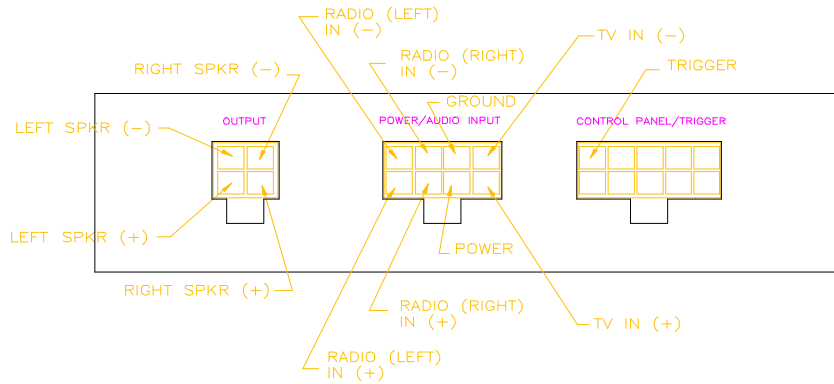 RADIO (LEFT)
IN (-)
TV IN (-)
RADIO (RIGHT)
IN (-)
TRIGGER
RIGHT SPKR (-)
GROUND
OUTPUT
POWER/AUDIO INPUT
CONTROL PANEL/TRIGGER
LEFT SPKR (-)
LEFT SPKR (+)
POWER
RIGHT SPKR (+)
RADIO (RIGHT)
IN (+)
TV IN (+)
RADIO (LEFT)
IN (+)